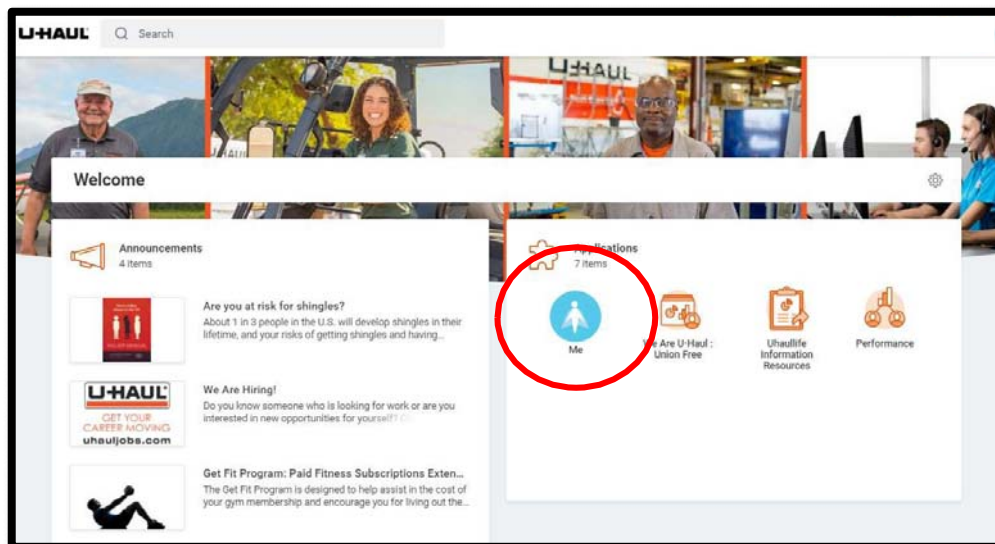 U-HAUL
Search
UHAUL
Welcome
Announcements
4 items
Are you at risk for shingles?
About 1 in 3 people in the U.S. will develop shingles in their
lifetime, and your risks of getting shingles and having...
U-HAUL
GET YOUR
CAREER MOVING
uhauljobs.com
We Are Hiring!
Do you know someone who is looking for work or are you
interested in new opportunities for yourself?
Get Fit Program: Paid Fitness Subscriptions Exten...
The Get Fit Program is designed to help assist in the cost of
your gym membership and encourage you for living out the...
Applications
7 items
Me
We Are U-Haul :
Union Free
Uhaullife
Information
Resources
Performance